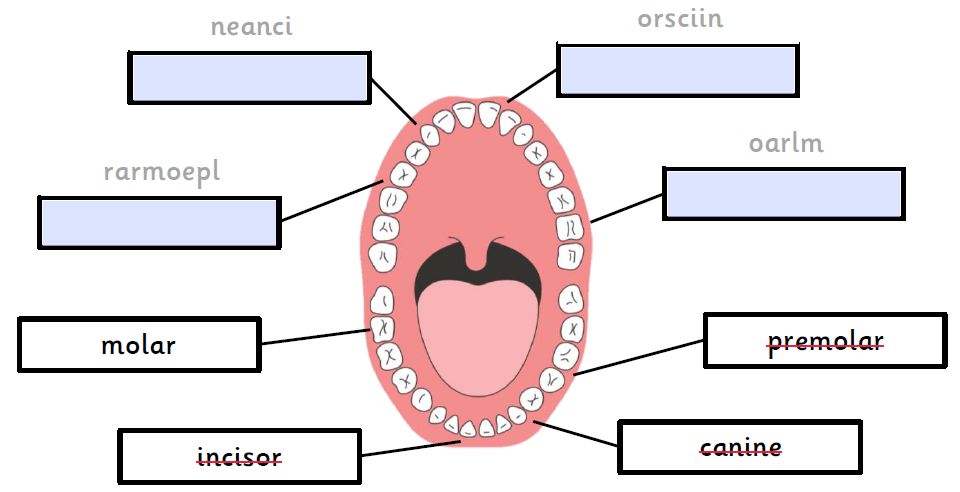 neanci
orsciin
rarmoepl
oarlm
molar
premolar
incisor
canine